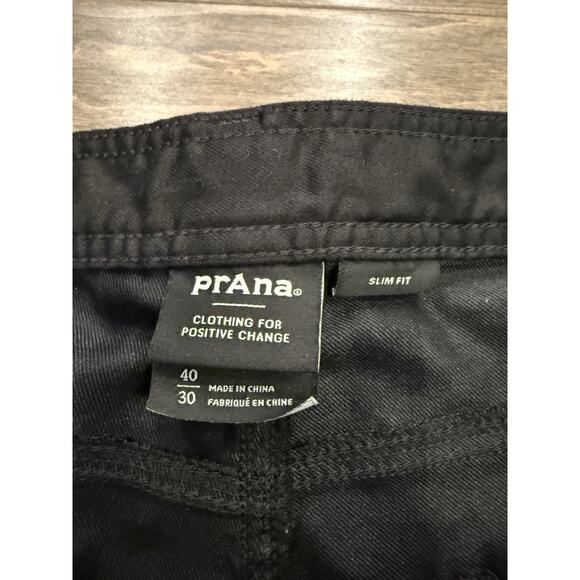 prAna®
SLIM FIT
CLOTHING FOR
POSITIVE CHANGE
40
30
MADE IN CHINA
FABRIQUÉ EN CHINE